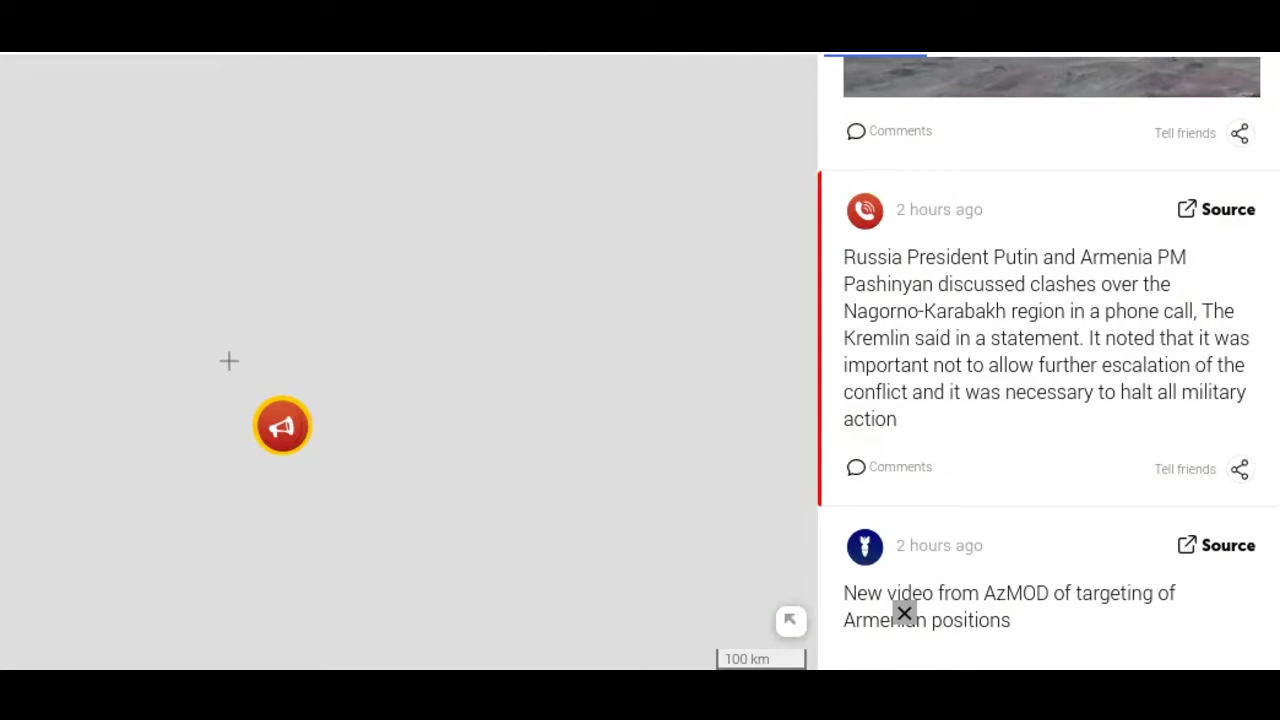 Comments
Tell friends
2 hours ago
Source
Russia President Putin and Armenia PM
Pashinyan discussed clashes over the
Nagorno-Karabakh region in a phone call, The
Kremlin said in a statement. It noted that it was
important not to allow further escalation of the
conflict and it was necessary to halt all military
action
Comments
Tell friends
2 hours ago
Source
New video from AzMOD of targeting of
Armenian positions
100 km